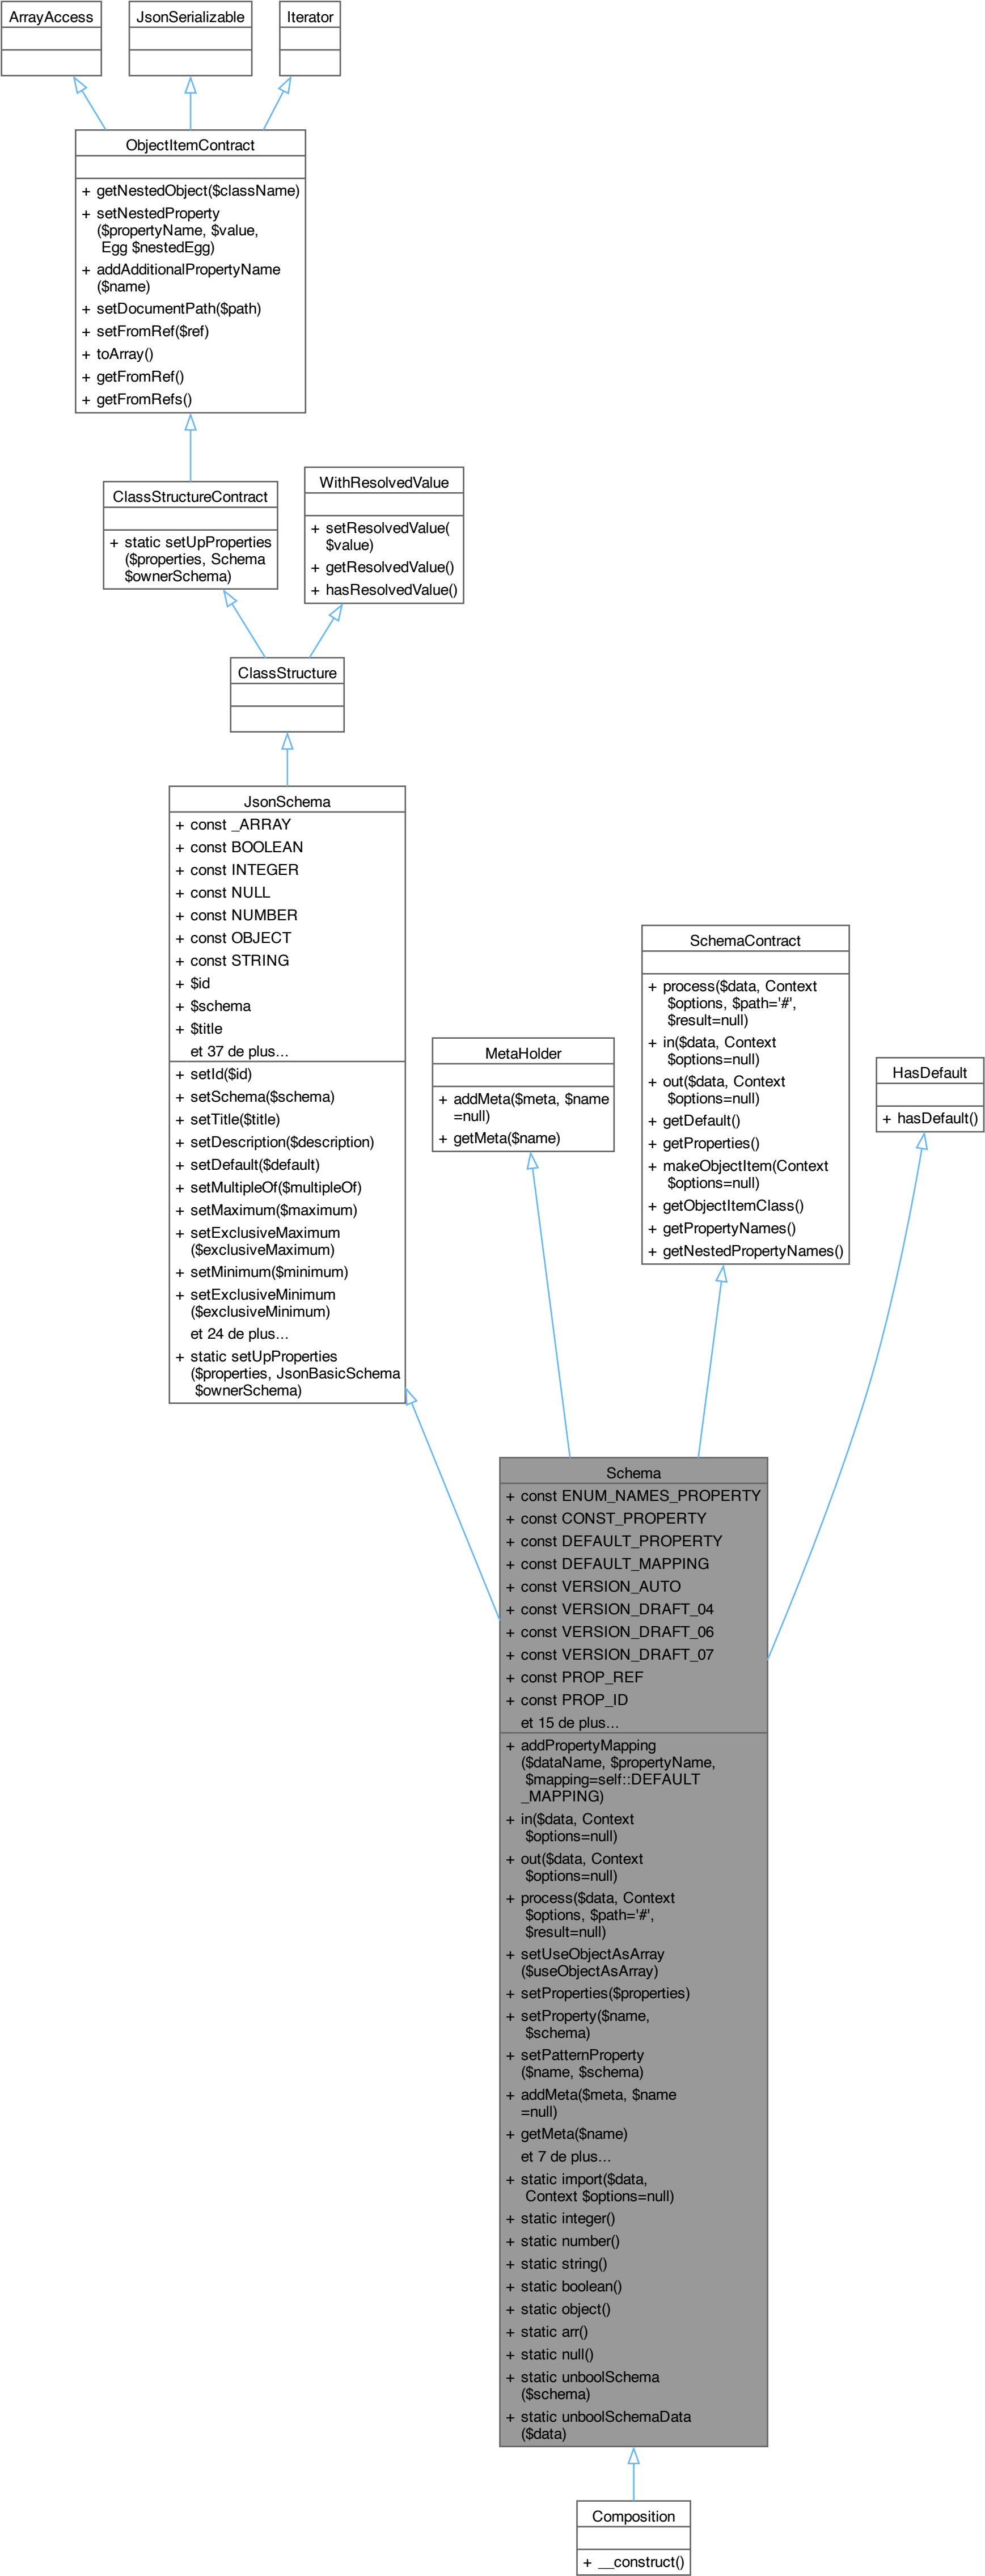 ArrayAccess
JsonSerializable
Iterator
ObjectItemContract
+ getNestedObject($className)
+ setNestedProperty
($propertyName, $value,
Egg $nestedEgg)
+ addAdditionalPropertyName
($name)
+ setDocumentPath($path)
+ setFromRef($ref)
+ toArray()
+ getFromRef()
+ getFromRefs()
ClassStructureContract
+ static setUpProperties
($properties, Schema
$ownerSchema)
WithResolvedValue
+ setResolvedValue(
$value)
+ getResolvedValue()
+ hasResolvedValue()
ClassStructure
JsonSchema
+ const _ARRAY
+ const BOOLEAN
+ const INTEGER
+ const NULL
+ const NUMBER
+ const OBJECT
+ const STRING
+ $id
+ $schema
+ $title
et 37 de plus...
+ setId($id)
+ setSchema($schema)
+ setTitle($title)
+ setDescription($description)
+ setDefault($default)
+ setMultipleOf($multipleOf)
+ setMaximum($maximum)
+ setExclusiveMaximum
($exclusiveMaximum)
+ setMinimum($minimum)
+ setExclusiveMinimum
($exclusiveMinimum)
et 24 de plus...
+ static setUpProperties
($properties, JsonBasicSchema
$ownerSchema)
MetaHolder
+ addMeta($meta, $name
=null)
+ getMeta($name)
SchemaContract
+ process($data, Context
$options, $path='#',
$result=null)
+ in($data, Context
$options=null)
+ out($data, Context
$options=null)
+ getDefault()
+ getProperties()
+ makeObjectItem(Context
$options=null)
+ getObjectItemClass()
+ getPropertyNames()
+ getNestedPropertyNames()
HasDefault
+ hasDefault()
Schema
+ const ENUM_NAMES_PROPERTY
+ const CONST_PROPERTY
+ const DEFAULT_PROPERTY
+ const DEFAULT_MAPPING
+ const VERSION_AUTO
+ const VERSION_DRAFT_04
+ const VERSION_DRAFT_06
+ const VERSION_DRAFT_07
+ const PROP_REF
+ const PROP_ID
et 15 de plus...
+ addPropertyMapping
($dataName, $propertyName,
$mapping=self::DEFAULT
_MAPPING)
+ in($data, Context
$options=null)
+ out($data, Context
$options=null)
+ process($data, Context
$options, $path='#',
$result=null)
+ setUseObjectAsArray
($useObjectAsArray)
+ setProperties($properties)
+ setProperty($name,
$schema)
+ setPatternProperty
($name, $schema)
+ addMeta($meta, $name
=null)
+ getMeta($name)
et 7 de plus...
+ static import($data,
Context $options=null)
+ static integer()
+ static number()
+ static string()
+ static boolean()
+ static object()
+ static arr()
+ static null()
+ static unboolSchema
($schema)
+ static unboolSchemaData
($data)
Composition
+ __construct()